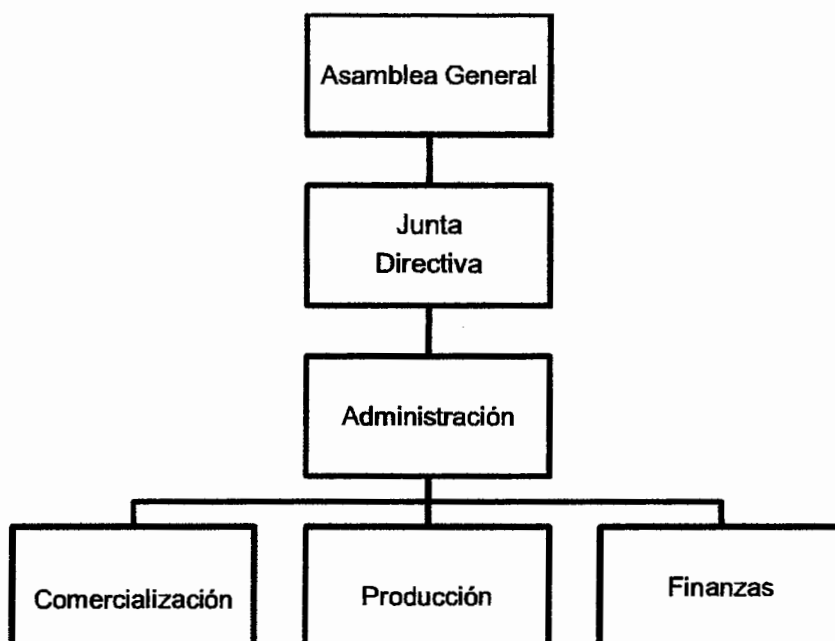 Asamblea General
Junta
Directiva
Administración
Comercialización
Producción
Finanzas